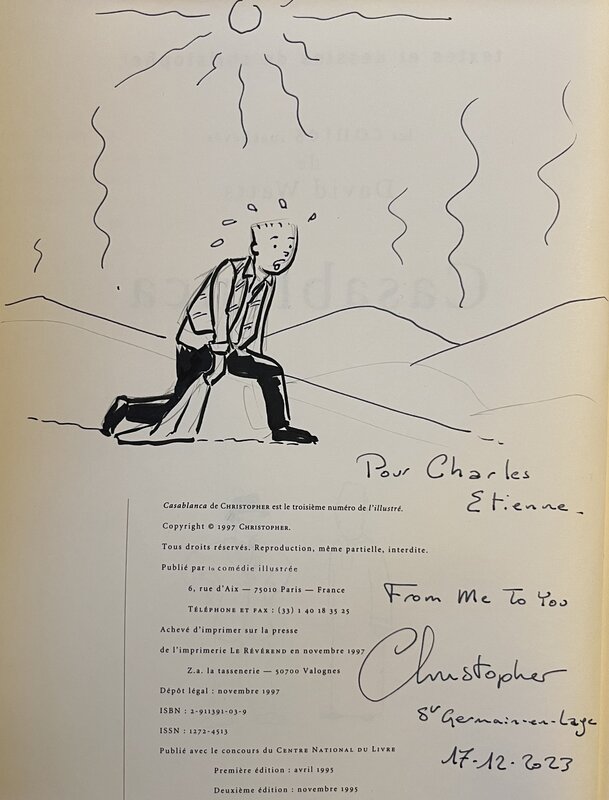 Pour Charles
Etienne.
Casablanca de CHRISTOPHER est le troisième numéro de l'illustré.
Copyright © 1997 CHRISTOPHER.
Tous droits réservés. Reproduction, même partielle, interdite.
Publié par la comédie illustrée
6, rue d'Aix — 75010 Paris — France
From Me To You
TÉLÉPHONE ET FAX : (33) 1 40 18 35 25
Achevé d'imprimer sur la presse
de l'imprimerie LE RÉVÉREND en novembre 1997
Z.a. la tassenerie — 50700 Valognes
Christopher
Dépôt légal : novembre 1997
ISBN : 2-911391-03-9
St Germain-en-Laye
ISSN : 1272-4513
Publié avec le concours du CENTRE NATIONAL DU LIVRE
17.12.2023
Première édition : avril 1995
Deuxième édition : novembre 1995